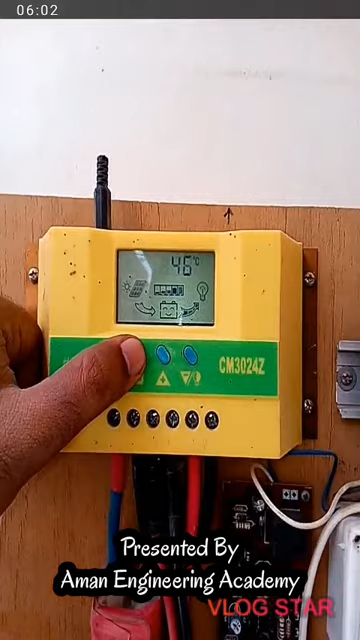 06:02
46°C
CM3024Z
Presented By
Aman Engineering Academy
VLOG STAR